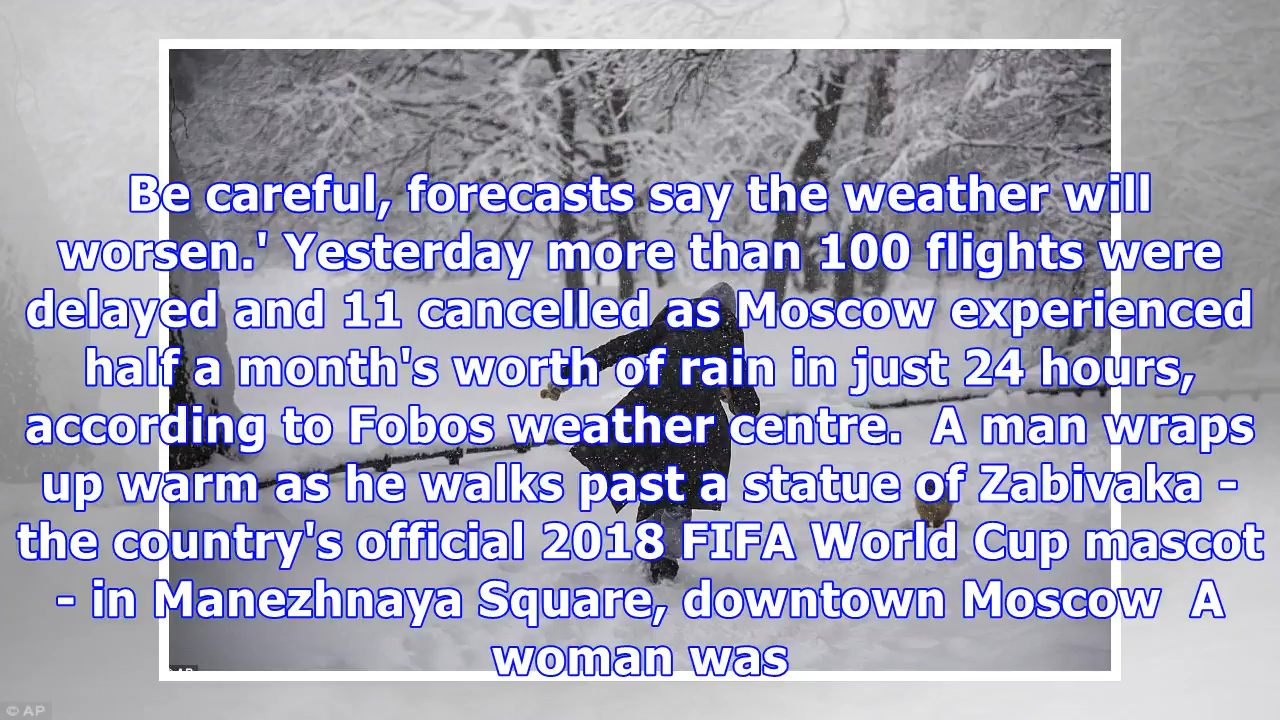 Be careful, forecasts say the weather will
worsen.' Yesterday more than 100 flights were
delayed and 11 cancelled as Moscow experienced
half a month's worth of rain in just 24 hours,
according to Fobos weather centre.  A man wraps
up warm as he walks past a statue of Zabivaka -
the country's official 2018 FIFA World Cup mascot
- in Manezhnaya Square, downtown Moscow  A
woman was
© AP